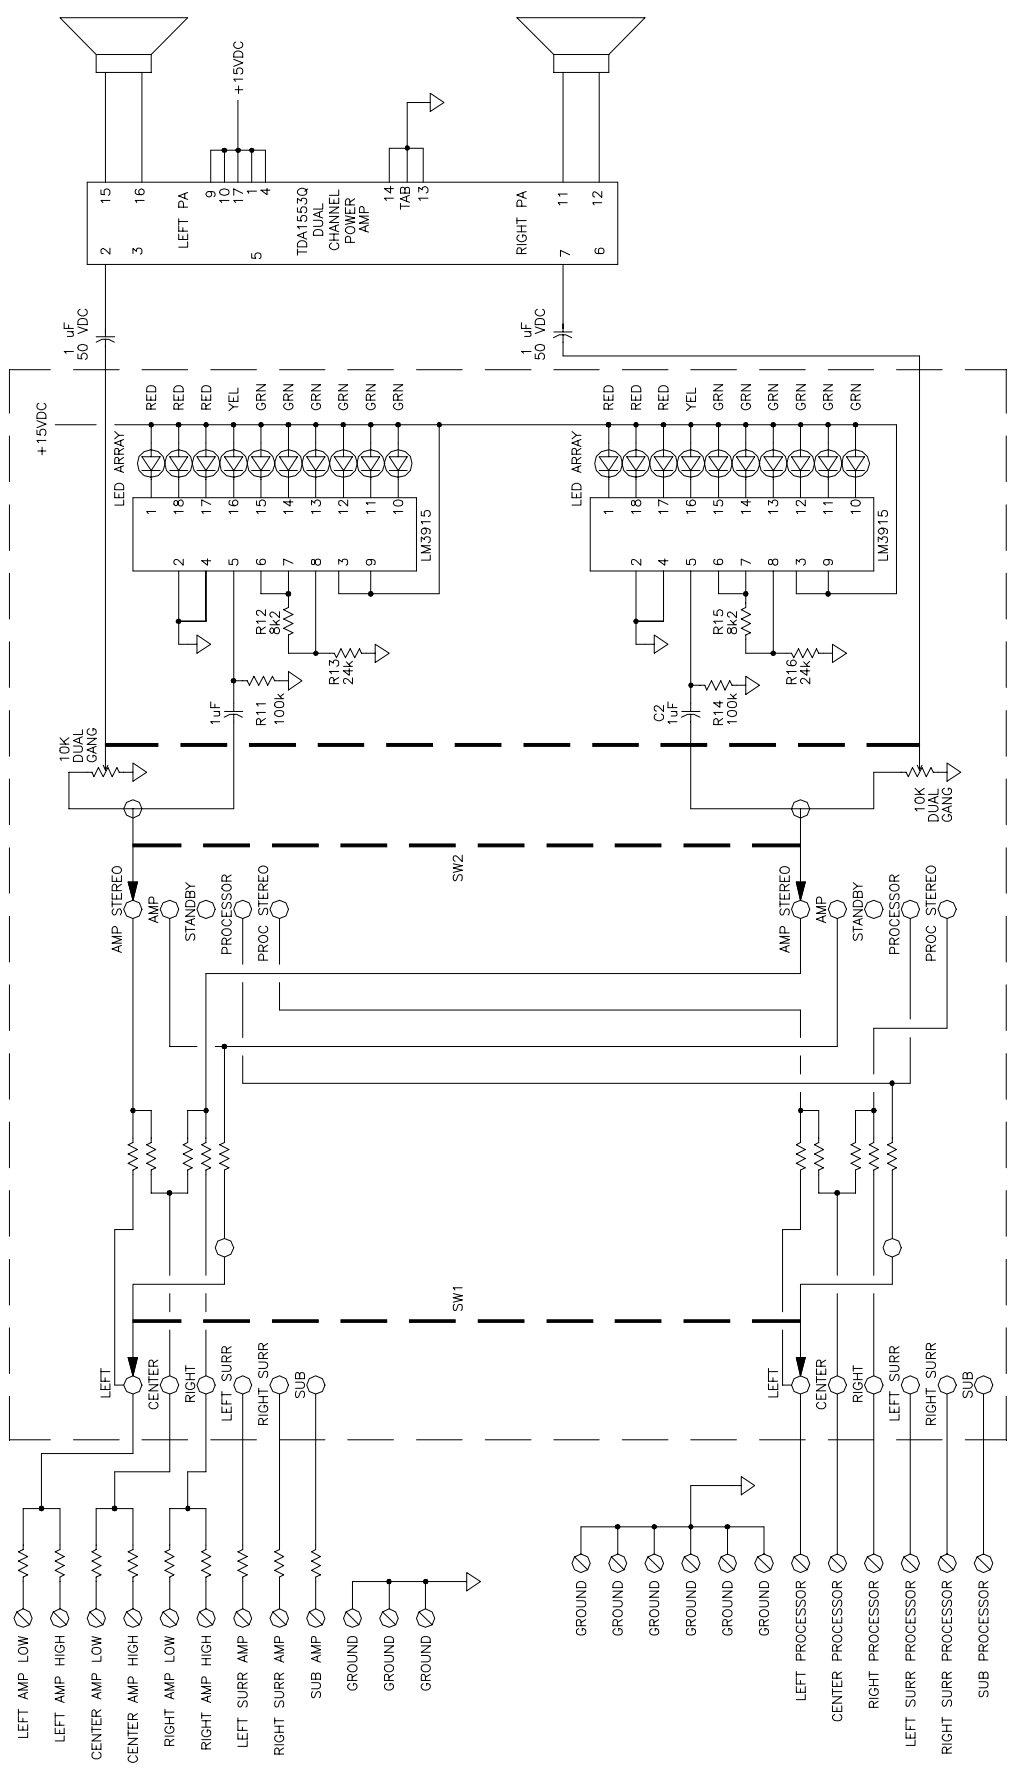 +15VDC
15
16
LEFT PA
9
10
17
1
4
TDA1553Q
DUAL
CHANNEL
POWER
AMP
14
TAB
13
RIGHT PA
11
12
2
3
5
7
6
1 uF
50 VDC
1 uF
50 VDC
+15VDC
LED ARRAY
RED
RED
RED
YEL
GRN
GRN
GRN
GRN
GRN
GRN
1
18
17
16
15
14
13
12
11
10
2
4
5
6
7
8
3
9
LM3915
LED ARRAY
RED
RED
RED
YEL
GRN
GRN
GRN
GRN
GRN
GRN
1
18
17
16
15
14
13
12
11
10
2
4
5
6
7
8
3
9
LM3915
R12
8k2
R13
24k
1uF
R11
100k
R15
8k2
R16
24k
C2
1uF
R14
100k
10K
DUAL
GANG
10K
DUAL
GANG
SW2
AMP STEREO
AMP
STANDBY
PROCESSOR
PROC STEREO
AMP STEREO
AMP
STANDBY
PROCESSOR
PROC STEREO
SW1
LEFT
CENTER
RIGHT
LEFT SURR
RIGHT SURR
SUB
LEFT
CENTER
RIGHT
LEFT SURR
RIGHT SURR
SUB
LEFT AMP LOW
LEFT AMP HIGH
CENTER AMP LOW
CENTER AMP HIGH
RIGHT AMP LOW
RIGHT AMP HIGH
LEFT SURR AMP
RIGHT SURR AMP
SUB AMP
GROUND
GROUND
GROUND
GROUND
GROUND
GROUND
GROUND
GROUND
GROUND
LEFT PROCESSOR
CENTER PROCESSOR
RIGHT PROCESSOR
LEFT SURR PROCESSOR
RIGHT SURR PROCESSOR
SUB PROCESSOR